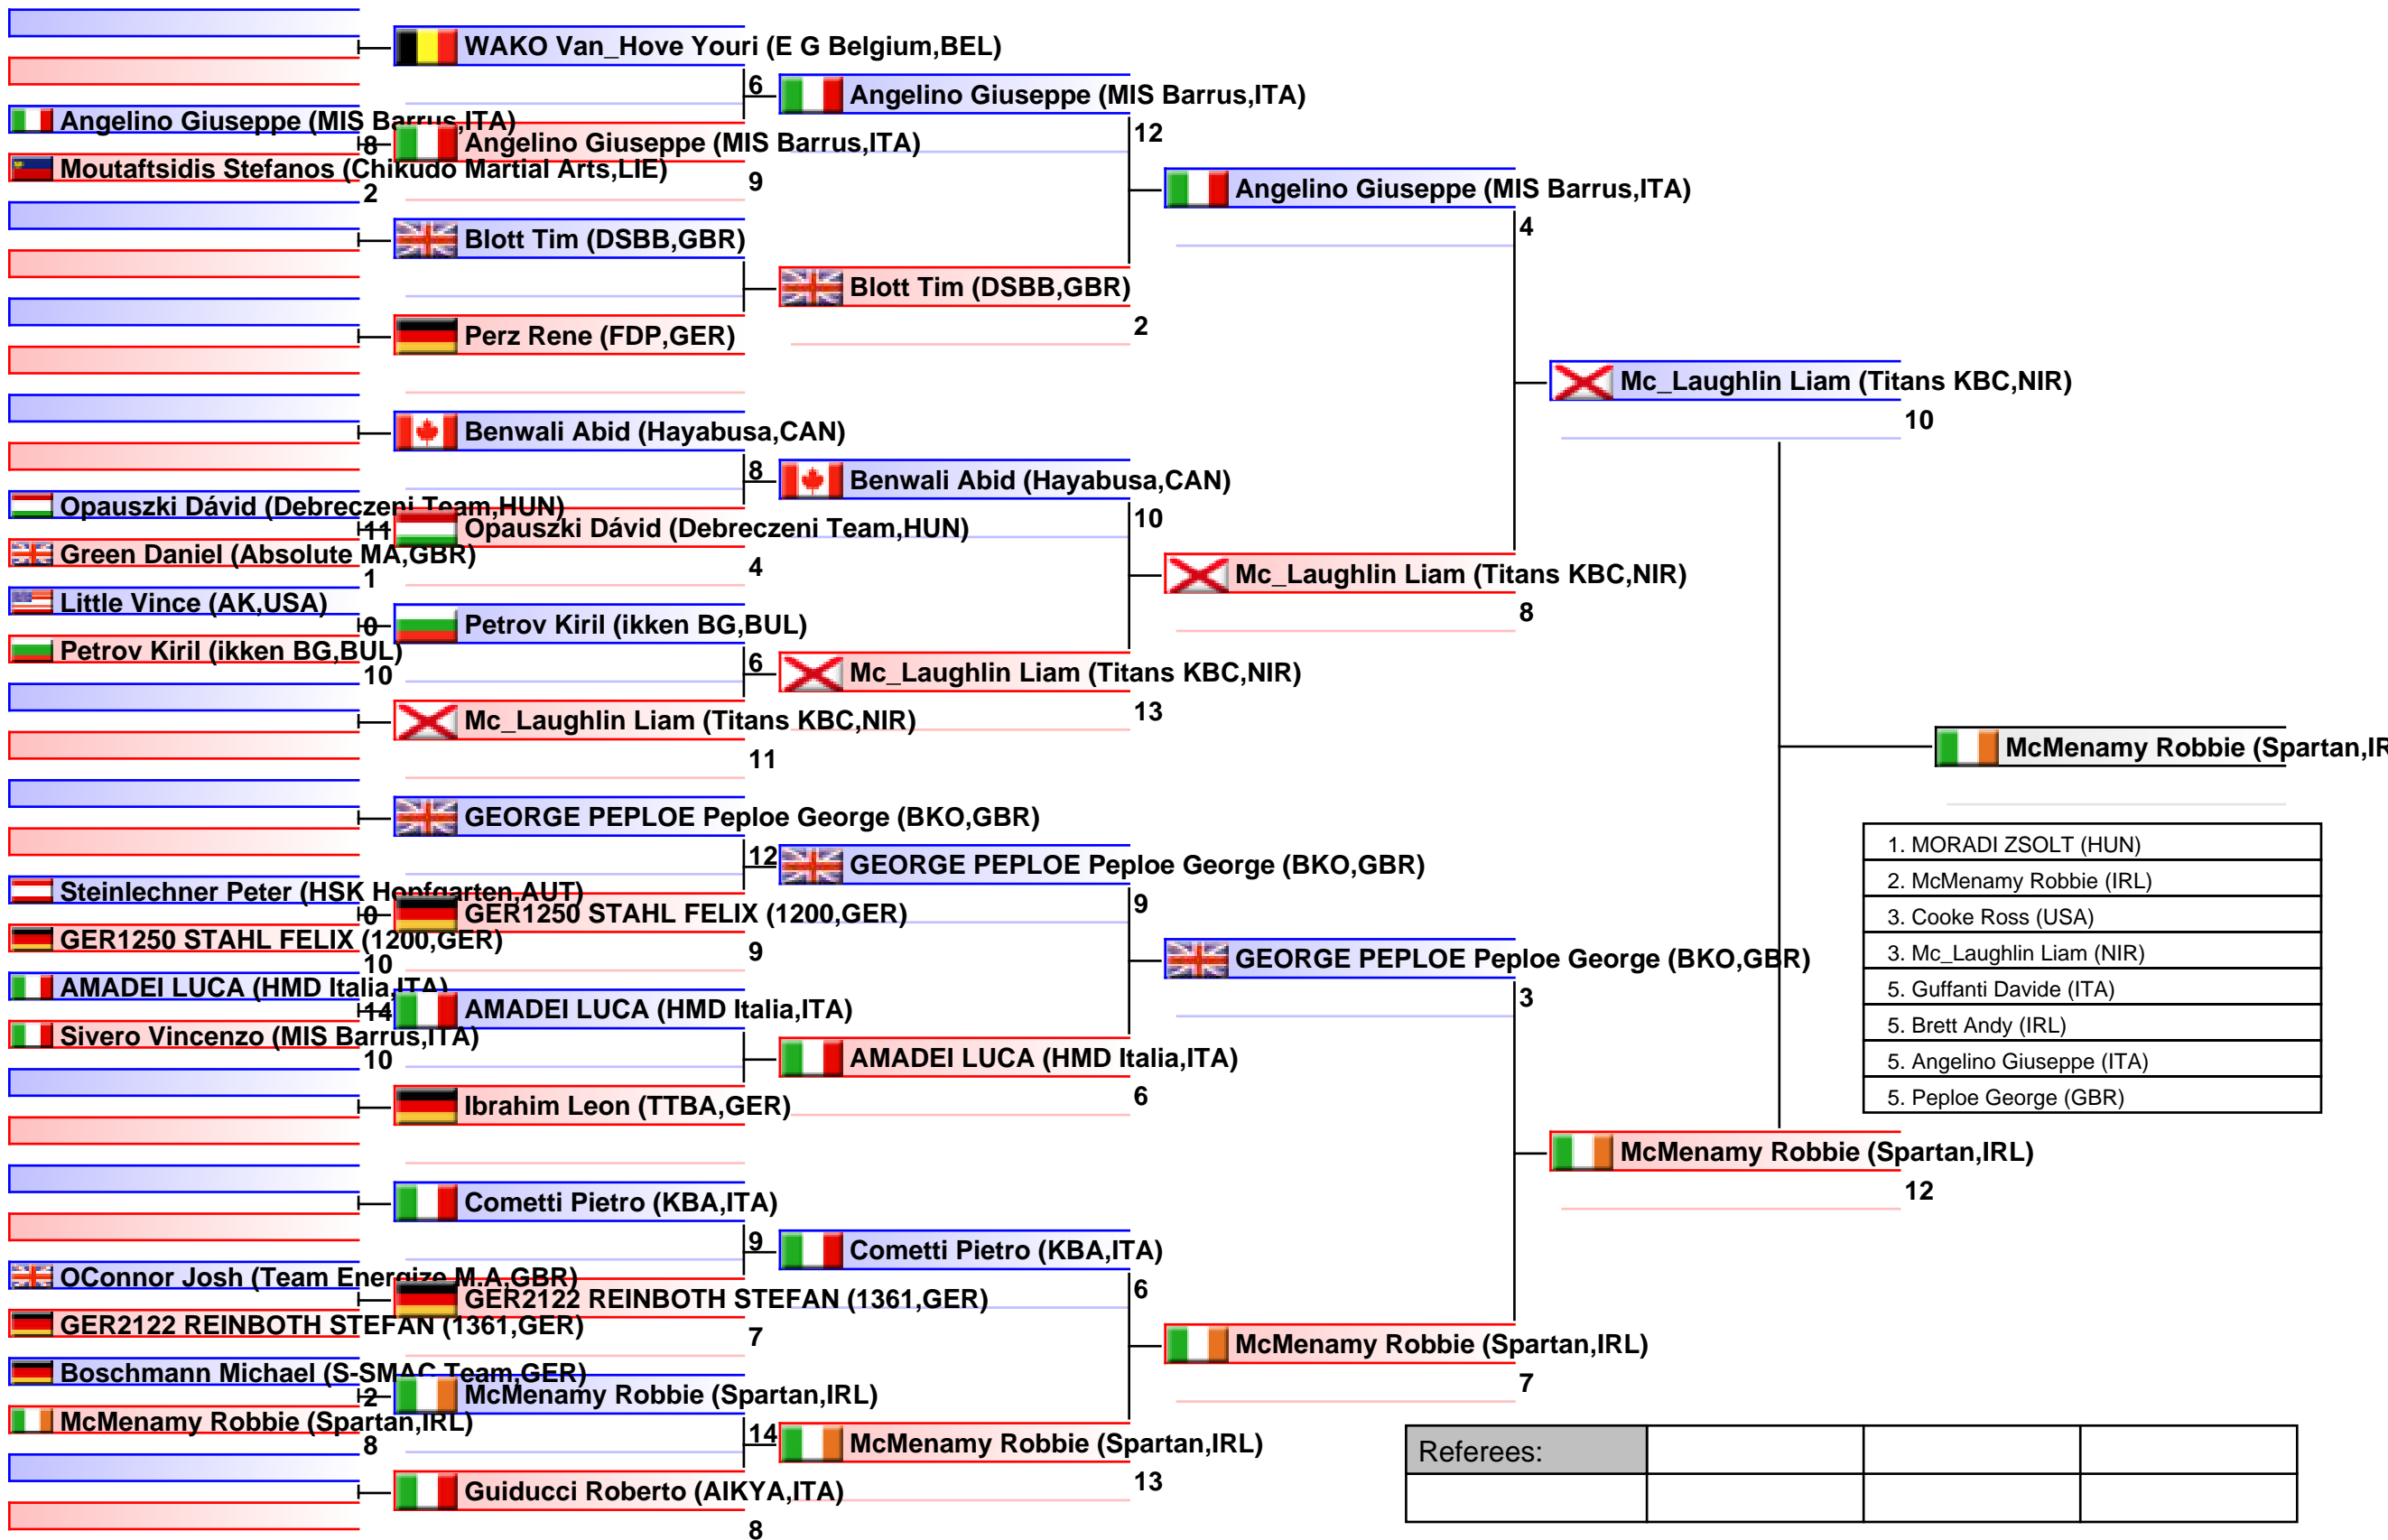 Angelino Giuseppe (MIS Barrus,ITA)
8
Moutaftsidis Stefanos (Chikudo Martial Arts,LIE)
2
Opauszki Dávid (Debreczeni Team,HUN)
11
Green Daniel (Absolute MA,GBR)
1
Little Vince (AK,USA)
0
Petrov Kiril (ikken BG,BUL)
10
Steinlechner Peter (HSK Hopfgarten,AUT)
0
GER1250 STAHL FELIX (1200,GER)
10
AMADEI LUCA (HMD Italia,ITA)
14
Sivero Vincenzo (MIS Barrus,ITA)
10
OConnor Josh (Team Energize M.A,GBR)
GER2122 REINBOTH STEFAN (1361,GER)
Boschmann Michael (S-SMAC Team,GER)
2
McMenamy Robbie (Spartan,IRL)
8
WAKO Van_Hove Youri (E G Belgium,BEL)
6
Angelino Giuseppe (MIS Barrus,ITA)
9
Blott Tim (DSBB,GBR)
Perz Rene (FDP,GER)
Benwali Abid (Hayabusa,CAN)
8
Opauszki Dávid (Debreczeni Team,HUN)
4
Petrov Kiril (ikken BG,BUL)
6
Mc_Laughlin Liam (Titans KBC,NIR)
11
GEORGE PEPLOE Peploe George (BKO,GBR)
12
GER1250 STAHL FELIX (1200,GER)
9
AMADEI LUCA (HMD Italia,ITA)
Ibrahim Leon (TTBA,GER)
Cometti Pietro (KBA,ITA)
9
GER2122 REINBOTH STEFAN (1361,GER)
7
McMenamy Robbie (Spartan,IRL)
14
Guiducci Roberto (AIKYA,ITA)
8
Angelino Giuseppe (MIS Barrus,ITA)
12
Blott Tim (DSBB,GBR)
2
Benwali Abid (Hayabusa,CAN)
10
Mc_Laughlin Liam (Titans KBC,NIR)
13
GEORGE PEPLOE Peploe George (BKO,GBR)
9
AMADEI LUCA (HMD Italia,ITA)
6
Cometti Pietro (KBA,ITA)
6
McMenamy Robbie (Spartan,IRL)
13
Angelino Giuseppe (MIS Barrus,ITA)
4
Mc_Laughlin Liam (Titans KBC,NIR)
8
GEORGE PEPLOE Peploe George (BKO,GBR)
3
McMenamy Robbie (Spartan,IRL)
7
Mc_Laughlin Liam (Titans KBC,NIR)
10
McMenamy Robbie (Spartan,IRL)
12
McMenamy Robbie (Spartan,IR
1. MORADI ZSOLT (HUN)
2. McMenamy Robbie (IRL)
3. Cooke Ross (USA)
3. Mc_Laughlin Liam (NIR)
5. Guffanti Davide (ITA)
5. Brett Andy (IRL)
5. Angelino Giuseppe (ITA)
5. Peploe George (GBR)
Referees: